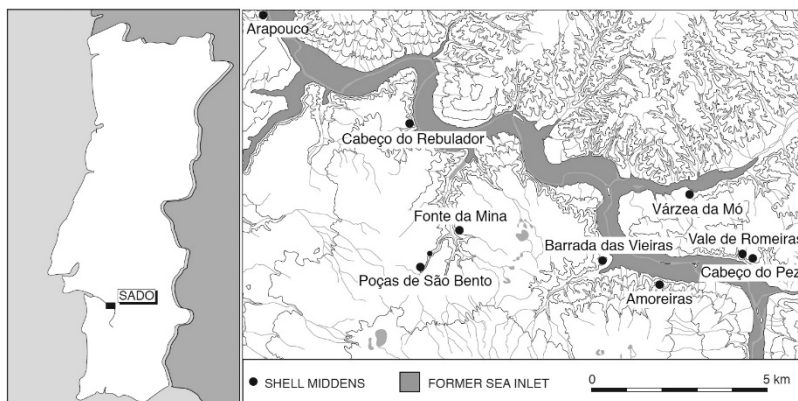 SADO
Arapouco
Cabeço do Rebulador
Várzea da Mó
Fonte da Mina
Vale de Romeiras
Barrada das Vieiras
Cabeço do Pez
Poças de São Bento
Amoreiras
SHELL MIDDENS
FORMER SEA INLET
0 5 km